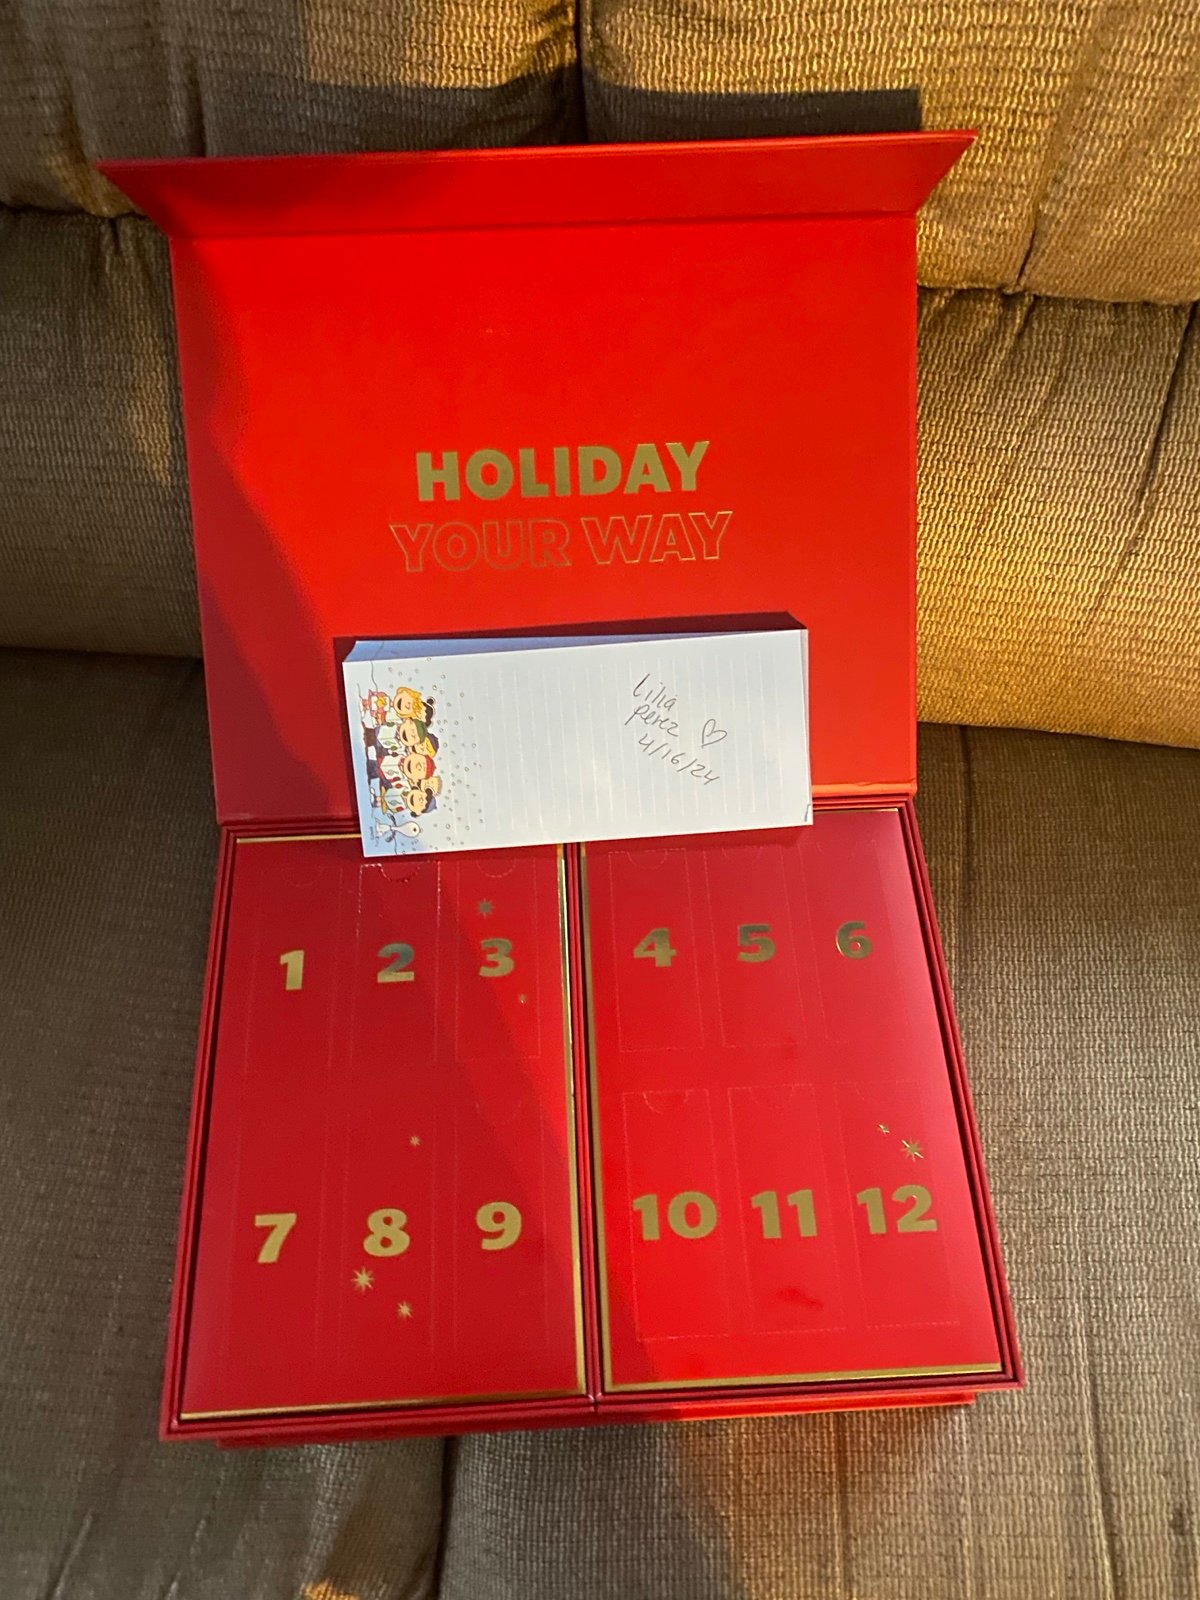 HOLIDAY
YOUR WAY
Lilia
perez ♡
4/16/24
1 2 3 4 5 6
7 8 9 10 11 12